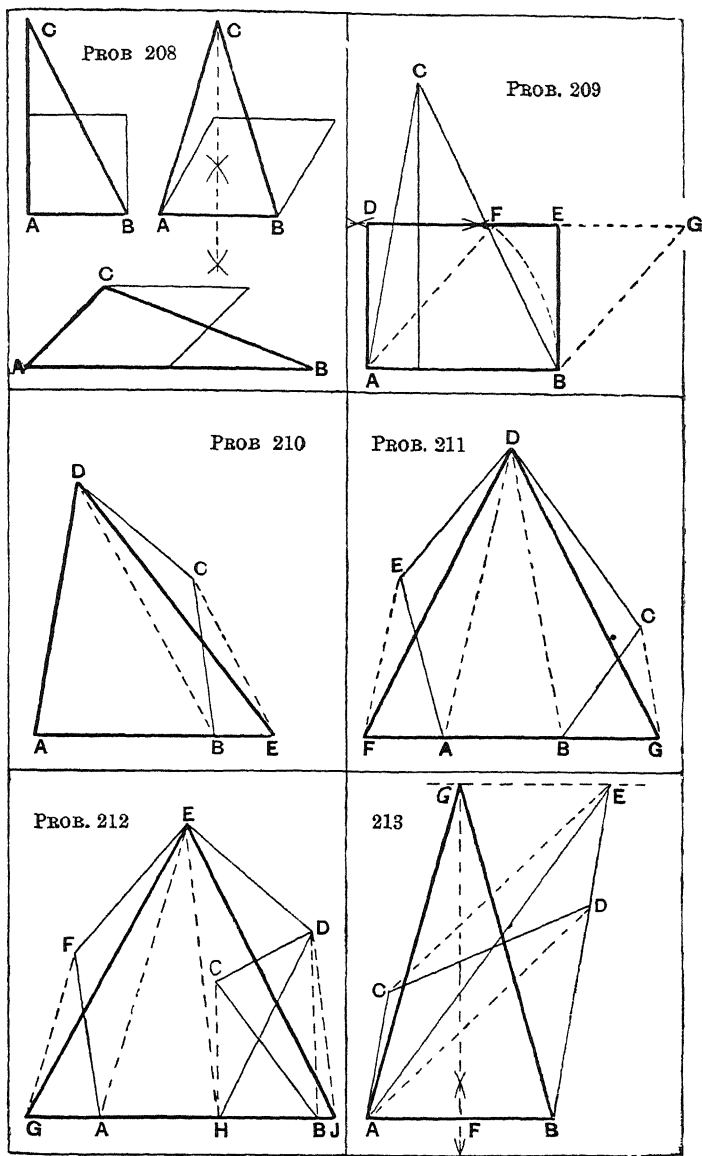 C C
PROB 208
A B A B
C
A B
C
PROB. 209
D F E G
A B
PROB 210
D
C
A B E
PROB. 211
D
E
C
F A B G
PROB. 212
E
F D
C
G A H B J
213
G E
D
C
A F B